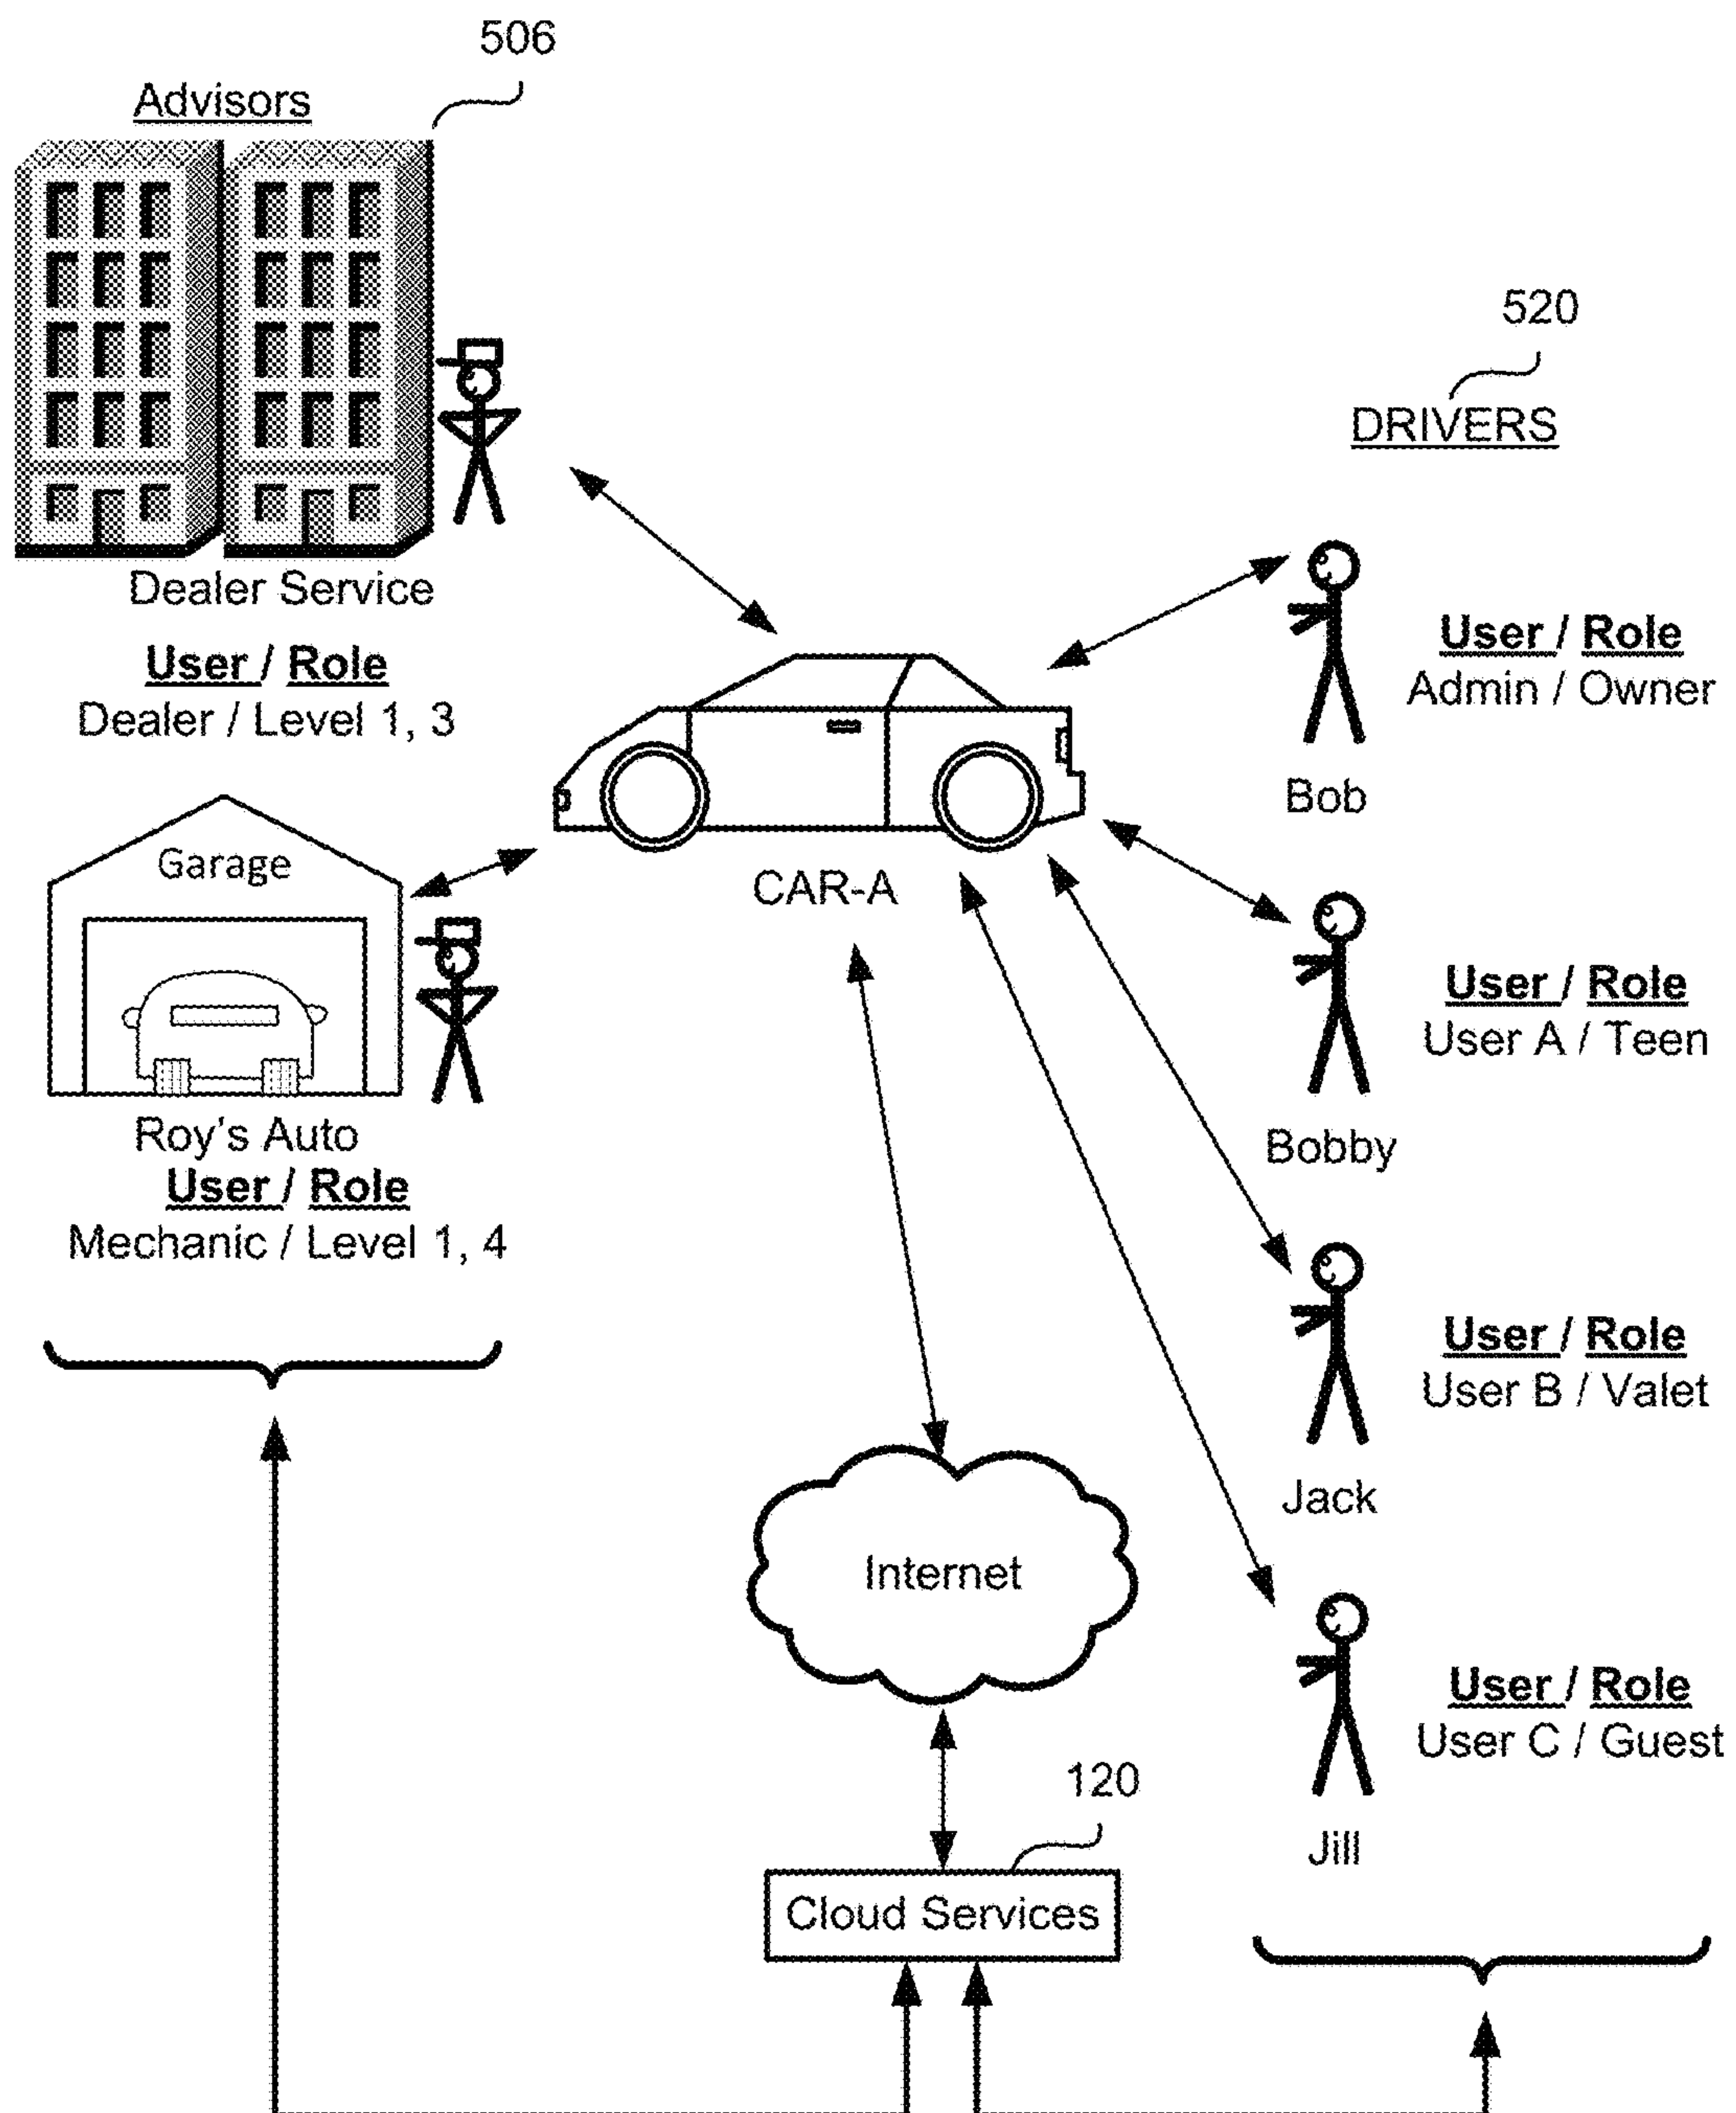 506
Advisors
Dealer Service
User / Role
Dealer / Level 1, 3
Garage
Roy's Auto
User / Role
Mechanic / Level 1, 4
CAR-A
520
DRIVERS
User / Role
Admin / Owner
Bob
User / Role
User A / Teen
Bobby
User / Role
User B / Valet
Jack
User / Role
User C / Guest
Jill
Internet
120
Cloud Services